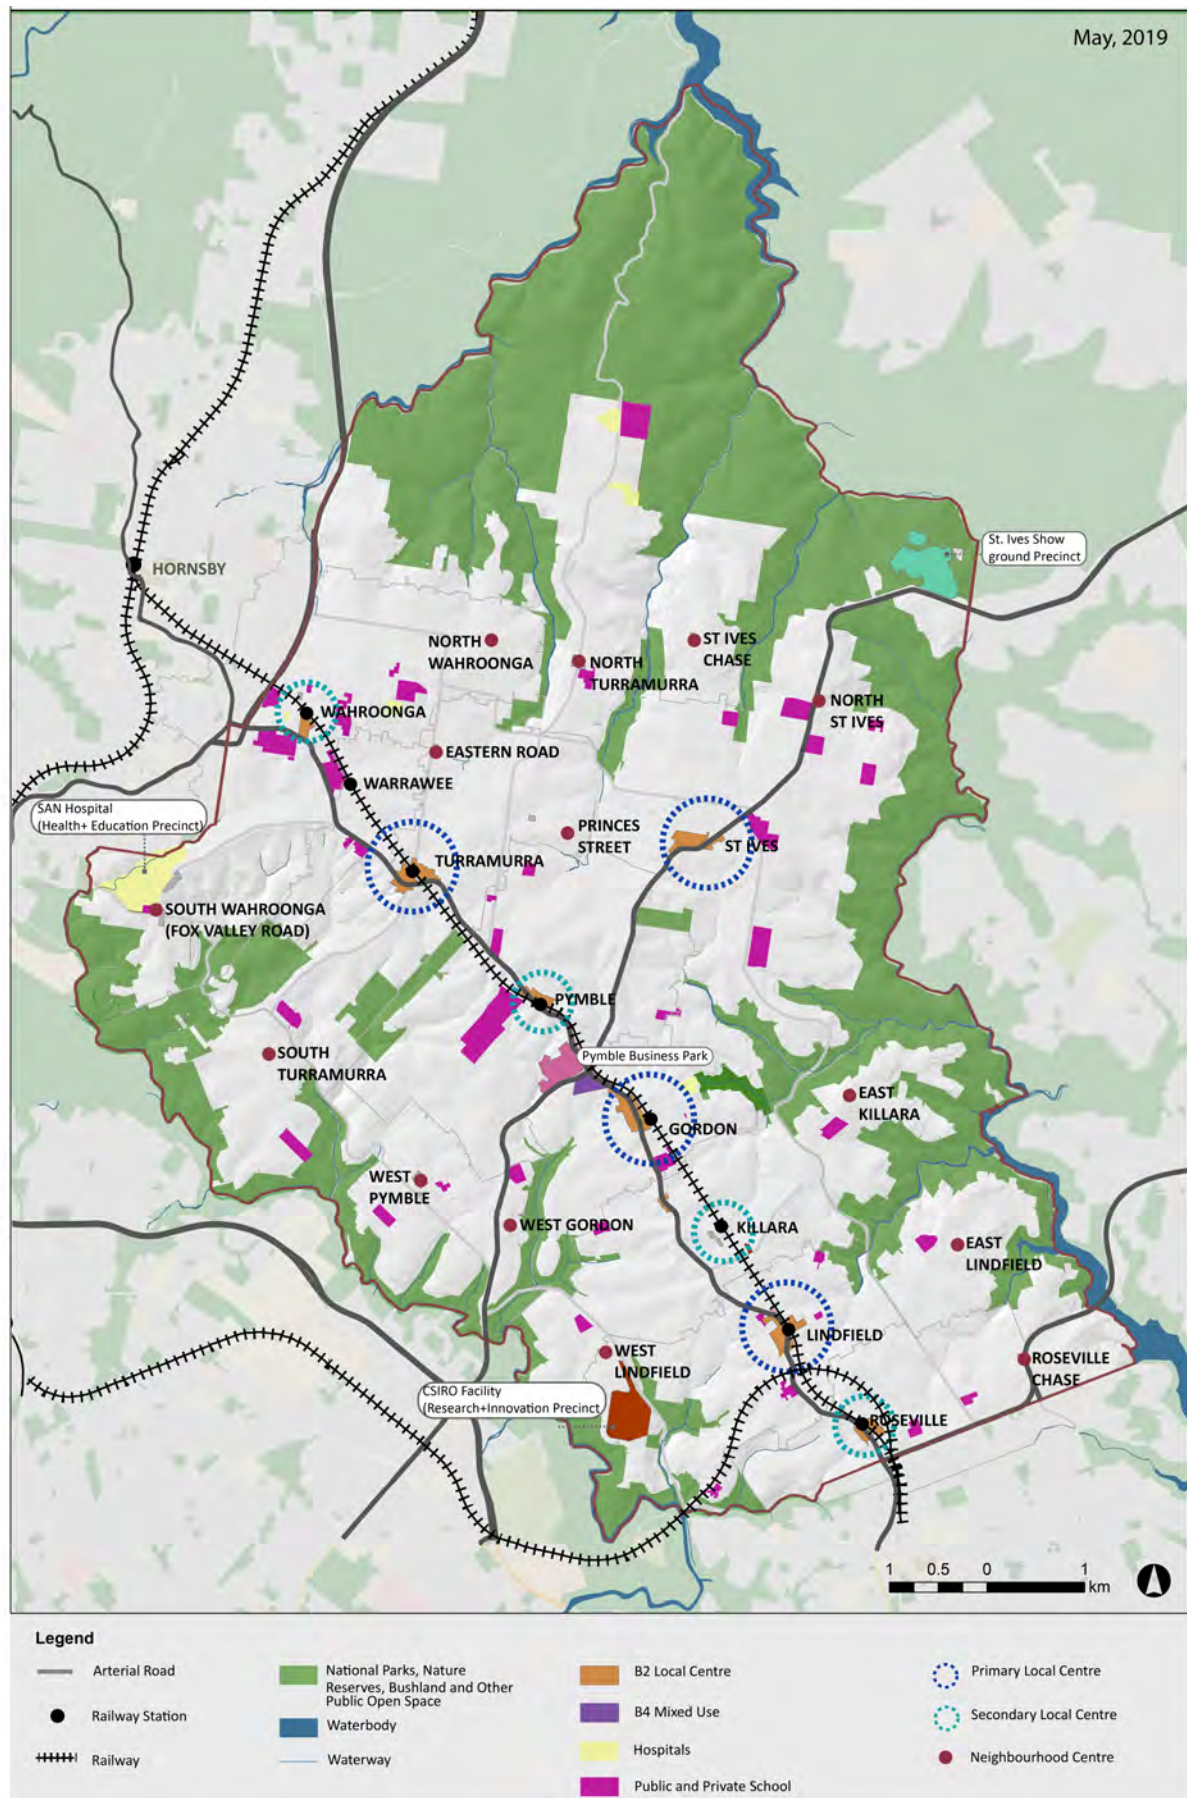 May, 2019
HORNSBY
St. Ives Show
ground Precinct
NORTH
WAHROONGA
NORTH
TURRAMURRA
ST IVES
CHASE
NORTH
ST IVES
WAHROONGA
EASTERN ROAD
WARRAWEE
SAN Hospital
(Health+ Education Precinct)
PRINCES
STREET
ST IVES
TURRAMURRA
SOUTH WAHROONGA
(FOX VALLEY ROAD)
PYMBLE
SOUTH
TURRAMURRA
Pymble Business Park
EAST
KILLARA
GORDON
WEST
PYMBLE
WEST GORDON
KILLARA
EAST
LINDFIELD
LINDFIELD
WEST
LINDFIELD
ROSEVILLE
CHASE
CSIRO Facility
(Research+Innovation Precinct
ROSEVILLE
1 0.5 0 1
km
Legend
Arterial Road
Railway Station
Railway
National Parks, Nature
Reserves, Bushland and Other
Public Open Space
Waterbody
Waterway
B2 Local Centre
B4 Mixed Use
Hospitals
Public and Private School
Primary Local Centre
Secondary Local Centre
Neighbourhood Centre